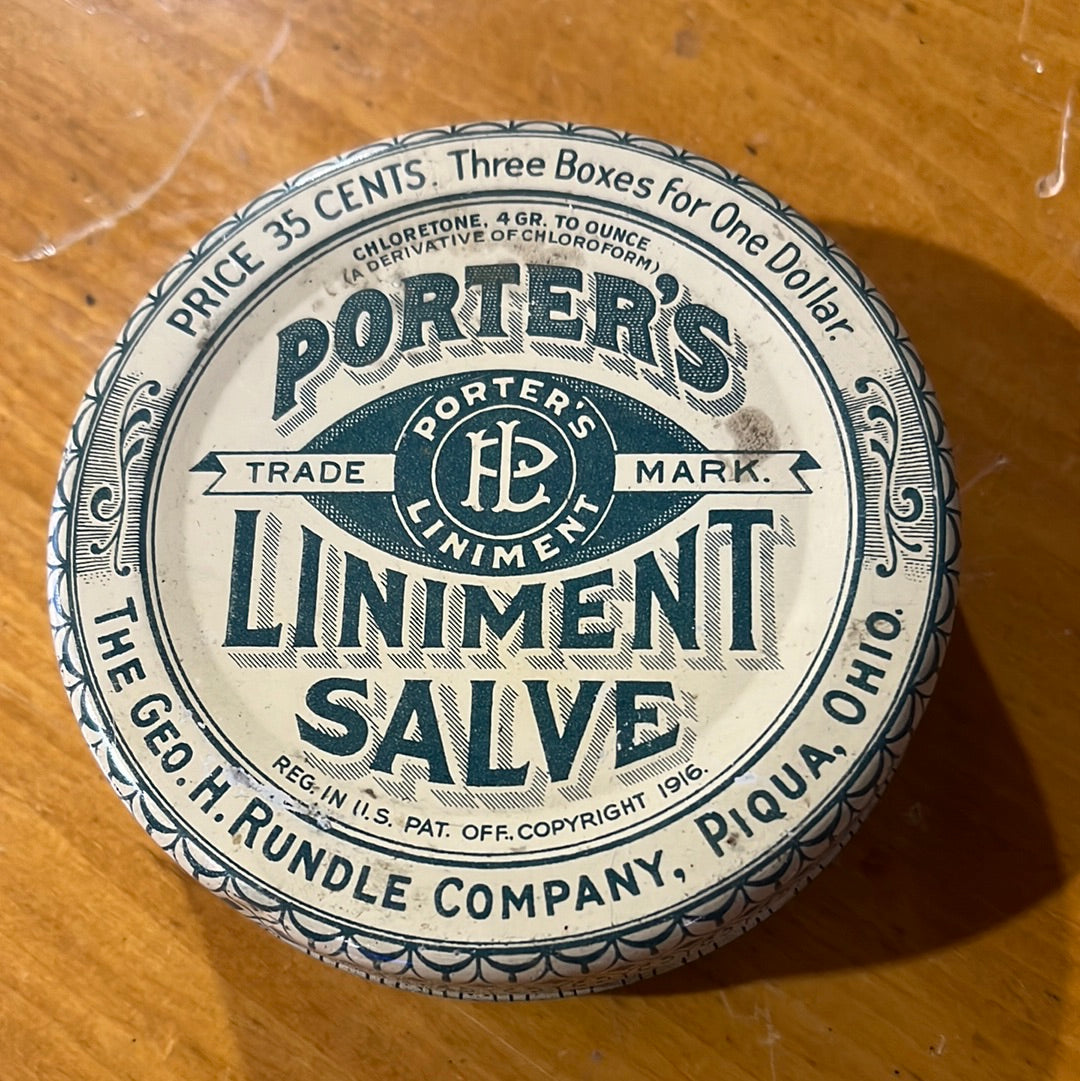 PRICE 35 CENTS. Three Boxes For One Dollar.
CHLORETONE, 4 GR. TO OUNCE
(A DERIVATIVE OF CHLOROFORM)
PORTER'S
PORTER'S
TRADE MARK.
HLP
LINIMENT
LINIMENT
SALVE
REG. IN U.S. PAT. OFF. COPYRIGHT 1916.
THE GEO. H. RUNDLE COMPANY, PIQUA, OHIO.